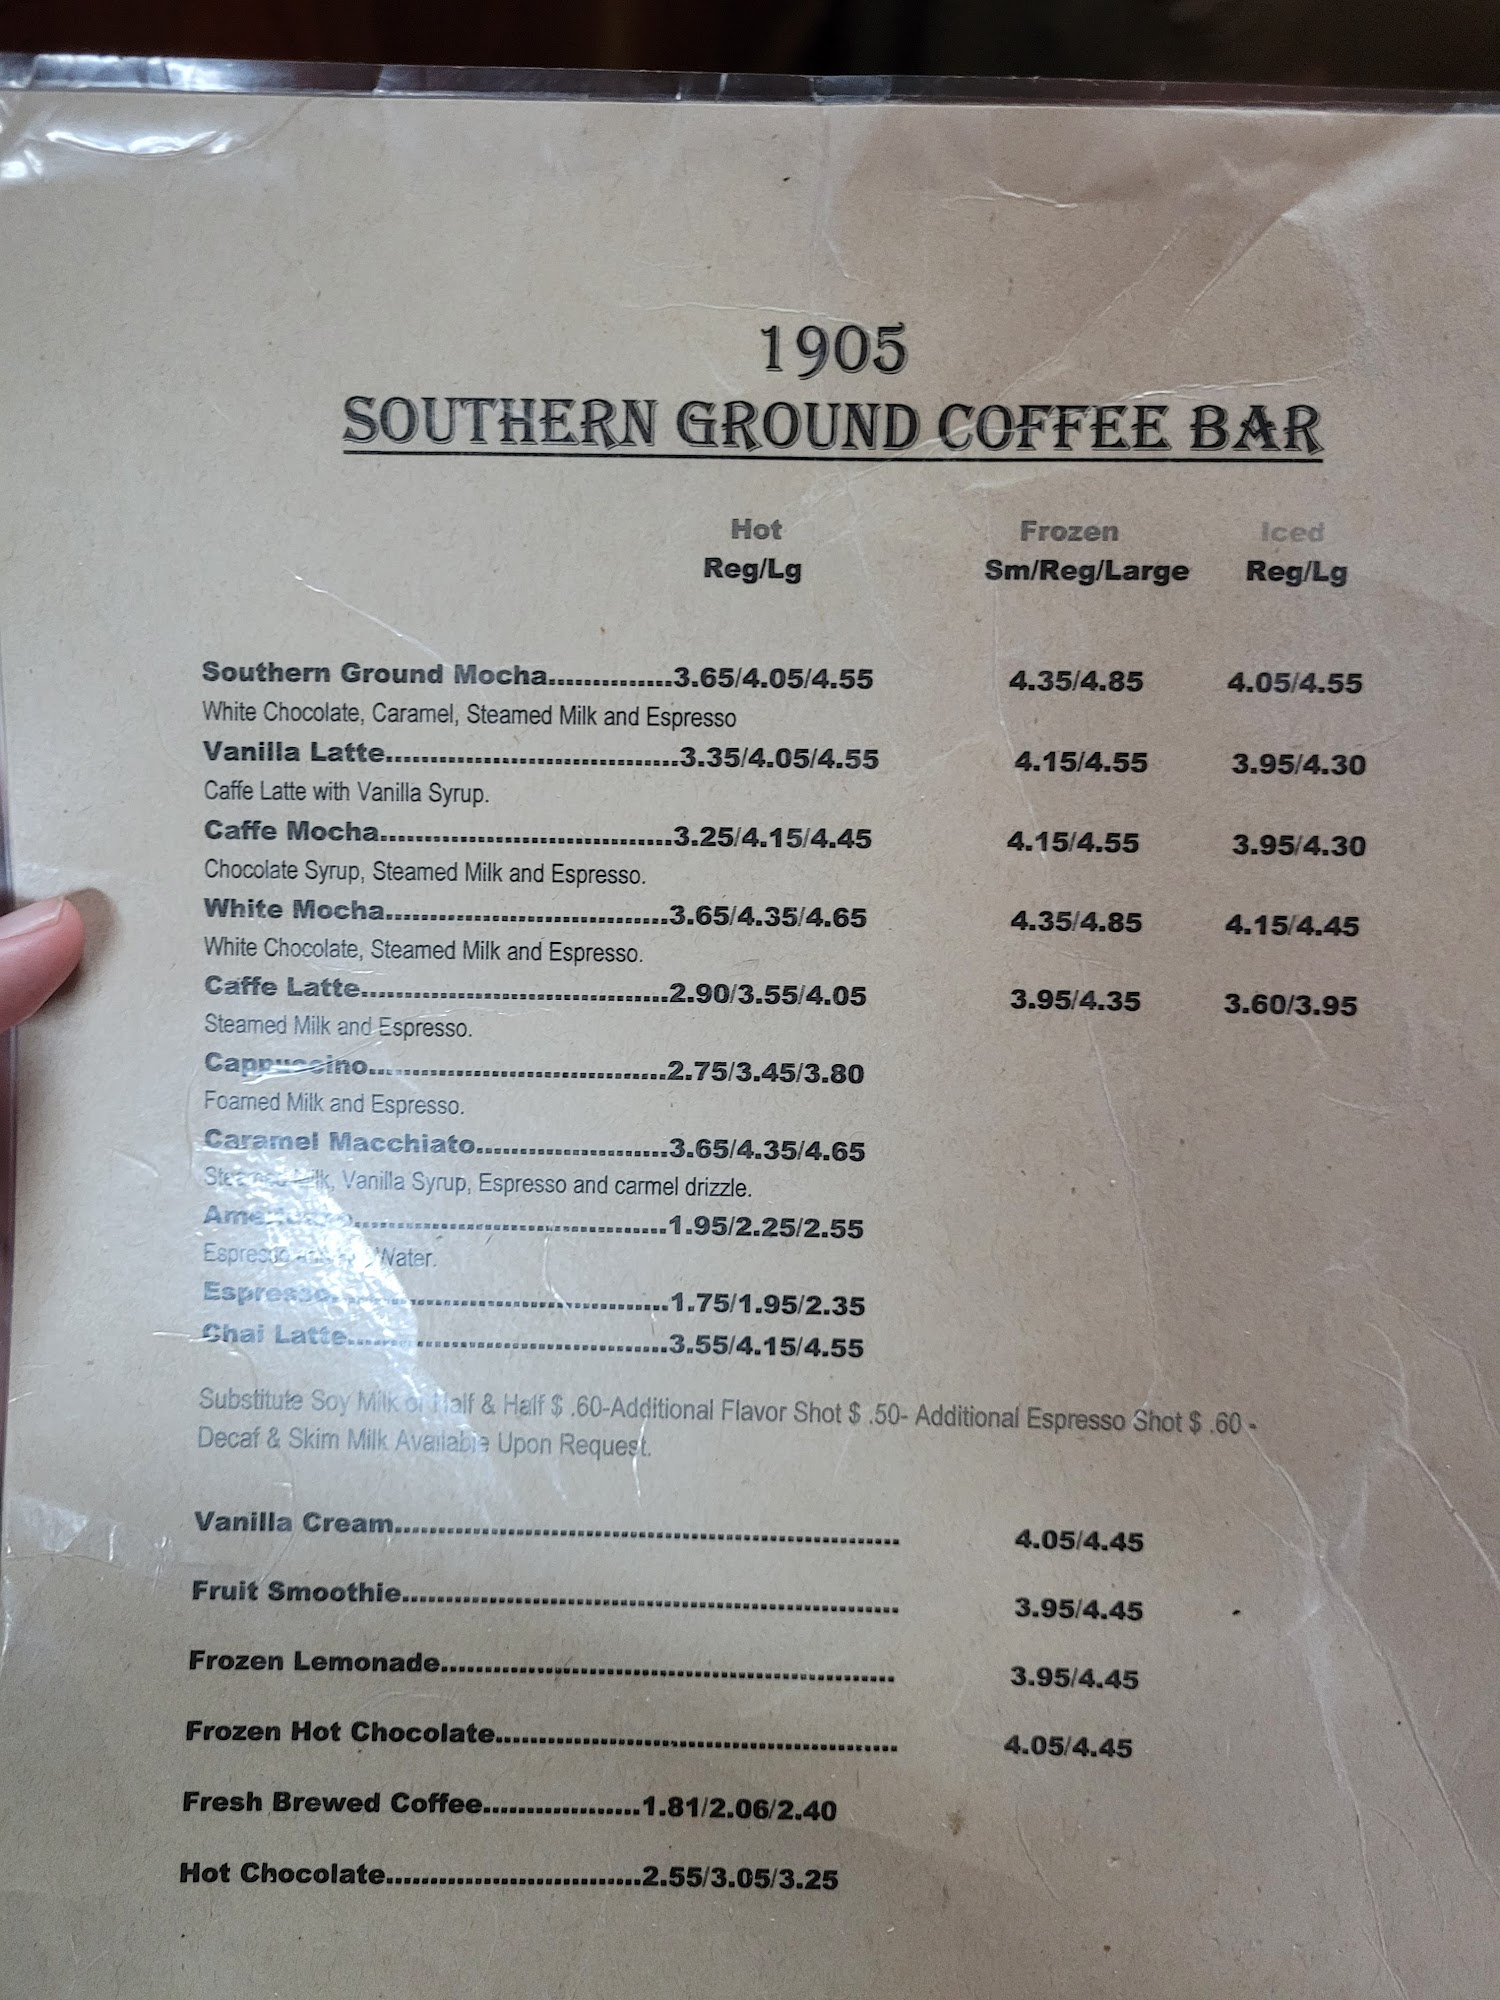 1905
SOUTHERN GROUND COFFEE BAR
Hot Frozen Iced
Reg/Lg Sm/Reg/Large Reg/Lg
Southern Ground Mocha..............3.65/4.05/4.55 4.35/4.85 4.05/4.55
White Chocolate, Caramel, Steamed Milk and Espresso
Vanilla Latte.................................3.35/4.05/4.55 4.15/4.55 3.95/4.30
Caffe Latte with Vanilla Syrup.
Caffe Mocha.................................3.25/4.15/4.45 4.15/4.55 3.95/4.30
Chocolate Syrup, Steamed Milk and Espresso.
White Mocha................................3.65/4.35/4.65 4.35/4.85 4.15/4.45
White Chocolate, Steamed Milk and Espresso.
Caffe Latte...................................2.90/3.55/4.05 3.95/4.35 3.60/3.95
Steamed Milk and Espresso.
Cappuccino..................................2.75/3.45/3.80
Foamed Milk and Espresso.
Caramel Macchiato......................3.65/4.35/4.65
Steamed Milk, Vanilla Syrup, Espresso and carmel drizzle.
Americano...................................1.95/2.25/2.55
Espresso Water.
Espresso......................................1.75/1.95/2.35
Chai Latte....................................3.55/4.15/4.55
Substitute Soy Milk or Half & Half $ .60-Additional Flavor Shot $ .50- Additional Espresso Shot $ .60 -
Decaf & Skim Milk Available Upon Request.
Vanilla Cream......................................................... 4.05/4.45
Fruit Smoothie........................................................ 3.95/4.45
Frozen Lemonade................................................... 3.95/4.45
Frozen Hot Chocolate............................................. 4.05/4.45
Fresh Brewed Coffee..................1.81/2.06/2.40
Hot Chocolate.............................2.55/3.05/3.25